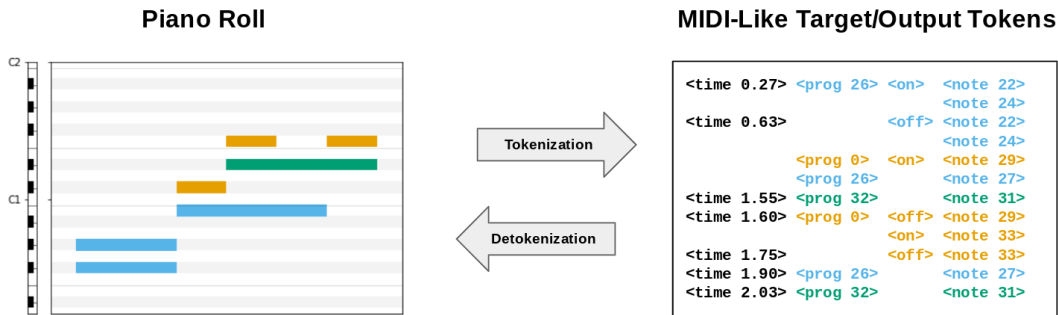 Piano Roll
MIDI-Like Target/Output Tokens
C2
C1
Tokenization
Detokenization
<time 0.27> <prog 26> <on> <note 22>
<note 24>
<time 0.63> <off> <note 22>
<note 24>
<prog 0> <on> <note 29>
<prog 26> <note 27>
<time 1.55> <prog 32> <note 31>
<time 1.60> <prog 0> <off> <note 29>
<on> <note 33>
<time 1.75> <off> <note 33>
<time 1.90> <prog 26> <note 27>
<time 2.03> <prog 32> <note 31>